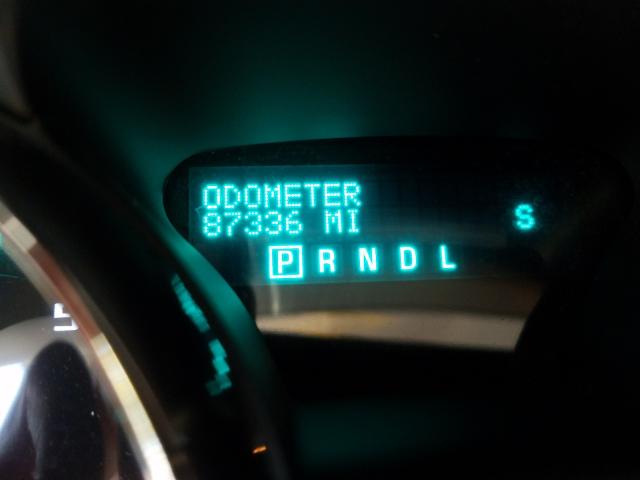 ODOMETER
87336 MI
S
P R N D L